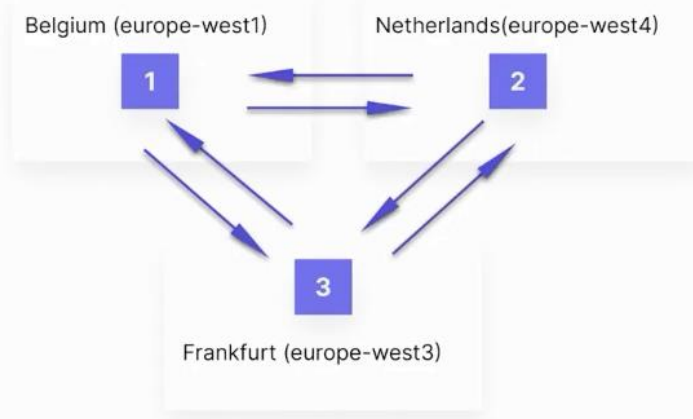 Belgium (europe-west1)
Netherlands(europe-west4)
1
2
3
Frankfurt (europe-west3)